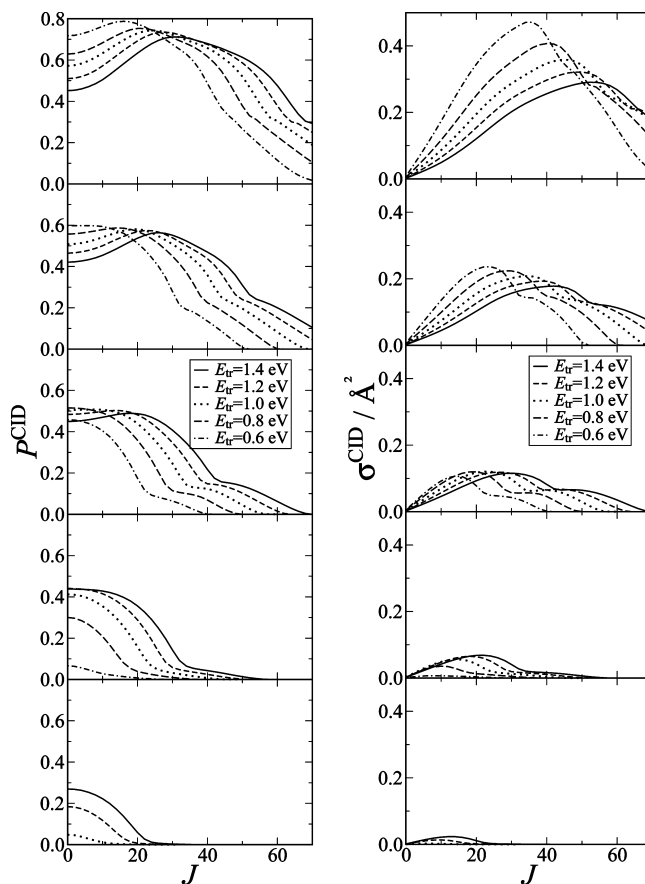 0.8
0.6
0.4
0.2
0.0
0.6
0.4
0.2
0.0
P^CID
E_tr=1.4 eV
E_tr=1.2 eV
E_tr=1.0 eV
E_tr=0.8 eV
E_tr=0.6 eV
0.6
0.4
0.2
0.0
0.6
0.4
0.2
0.0
0.6
0.4
0.2
0.0
0 20 40 60
J
0.4
0.2
0.0
0.4
0.2
0.0
σ^CID / Å^2
E_tr=1.4 eV
E_tr=1.2 eV
E_tr=1.0 eV
E_tr=0.8 eV
E_tr=0.6 eV
0.4
0.2
0.0
0.4
0.2
0.0
0.4
0.2
0.0
0 20 40 60
J